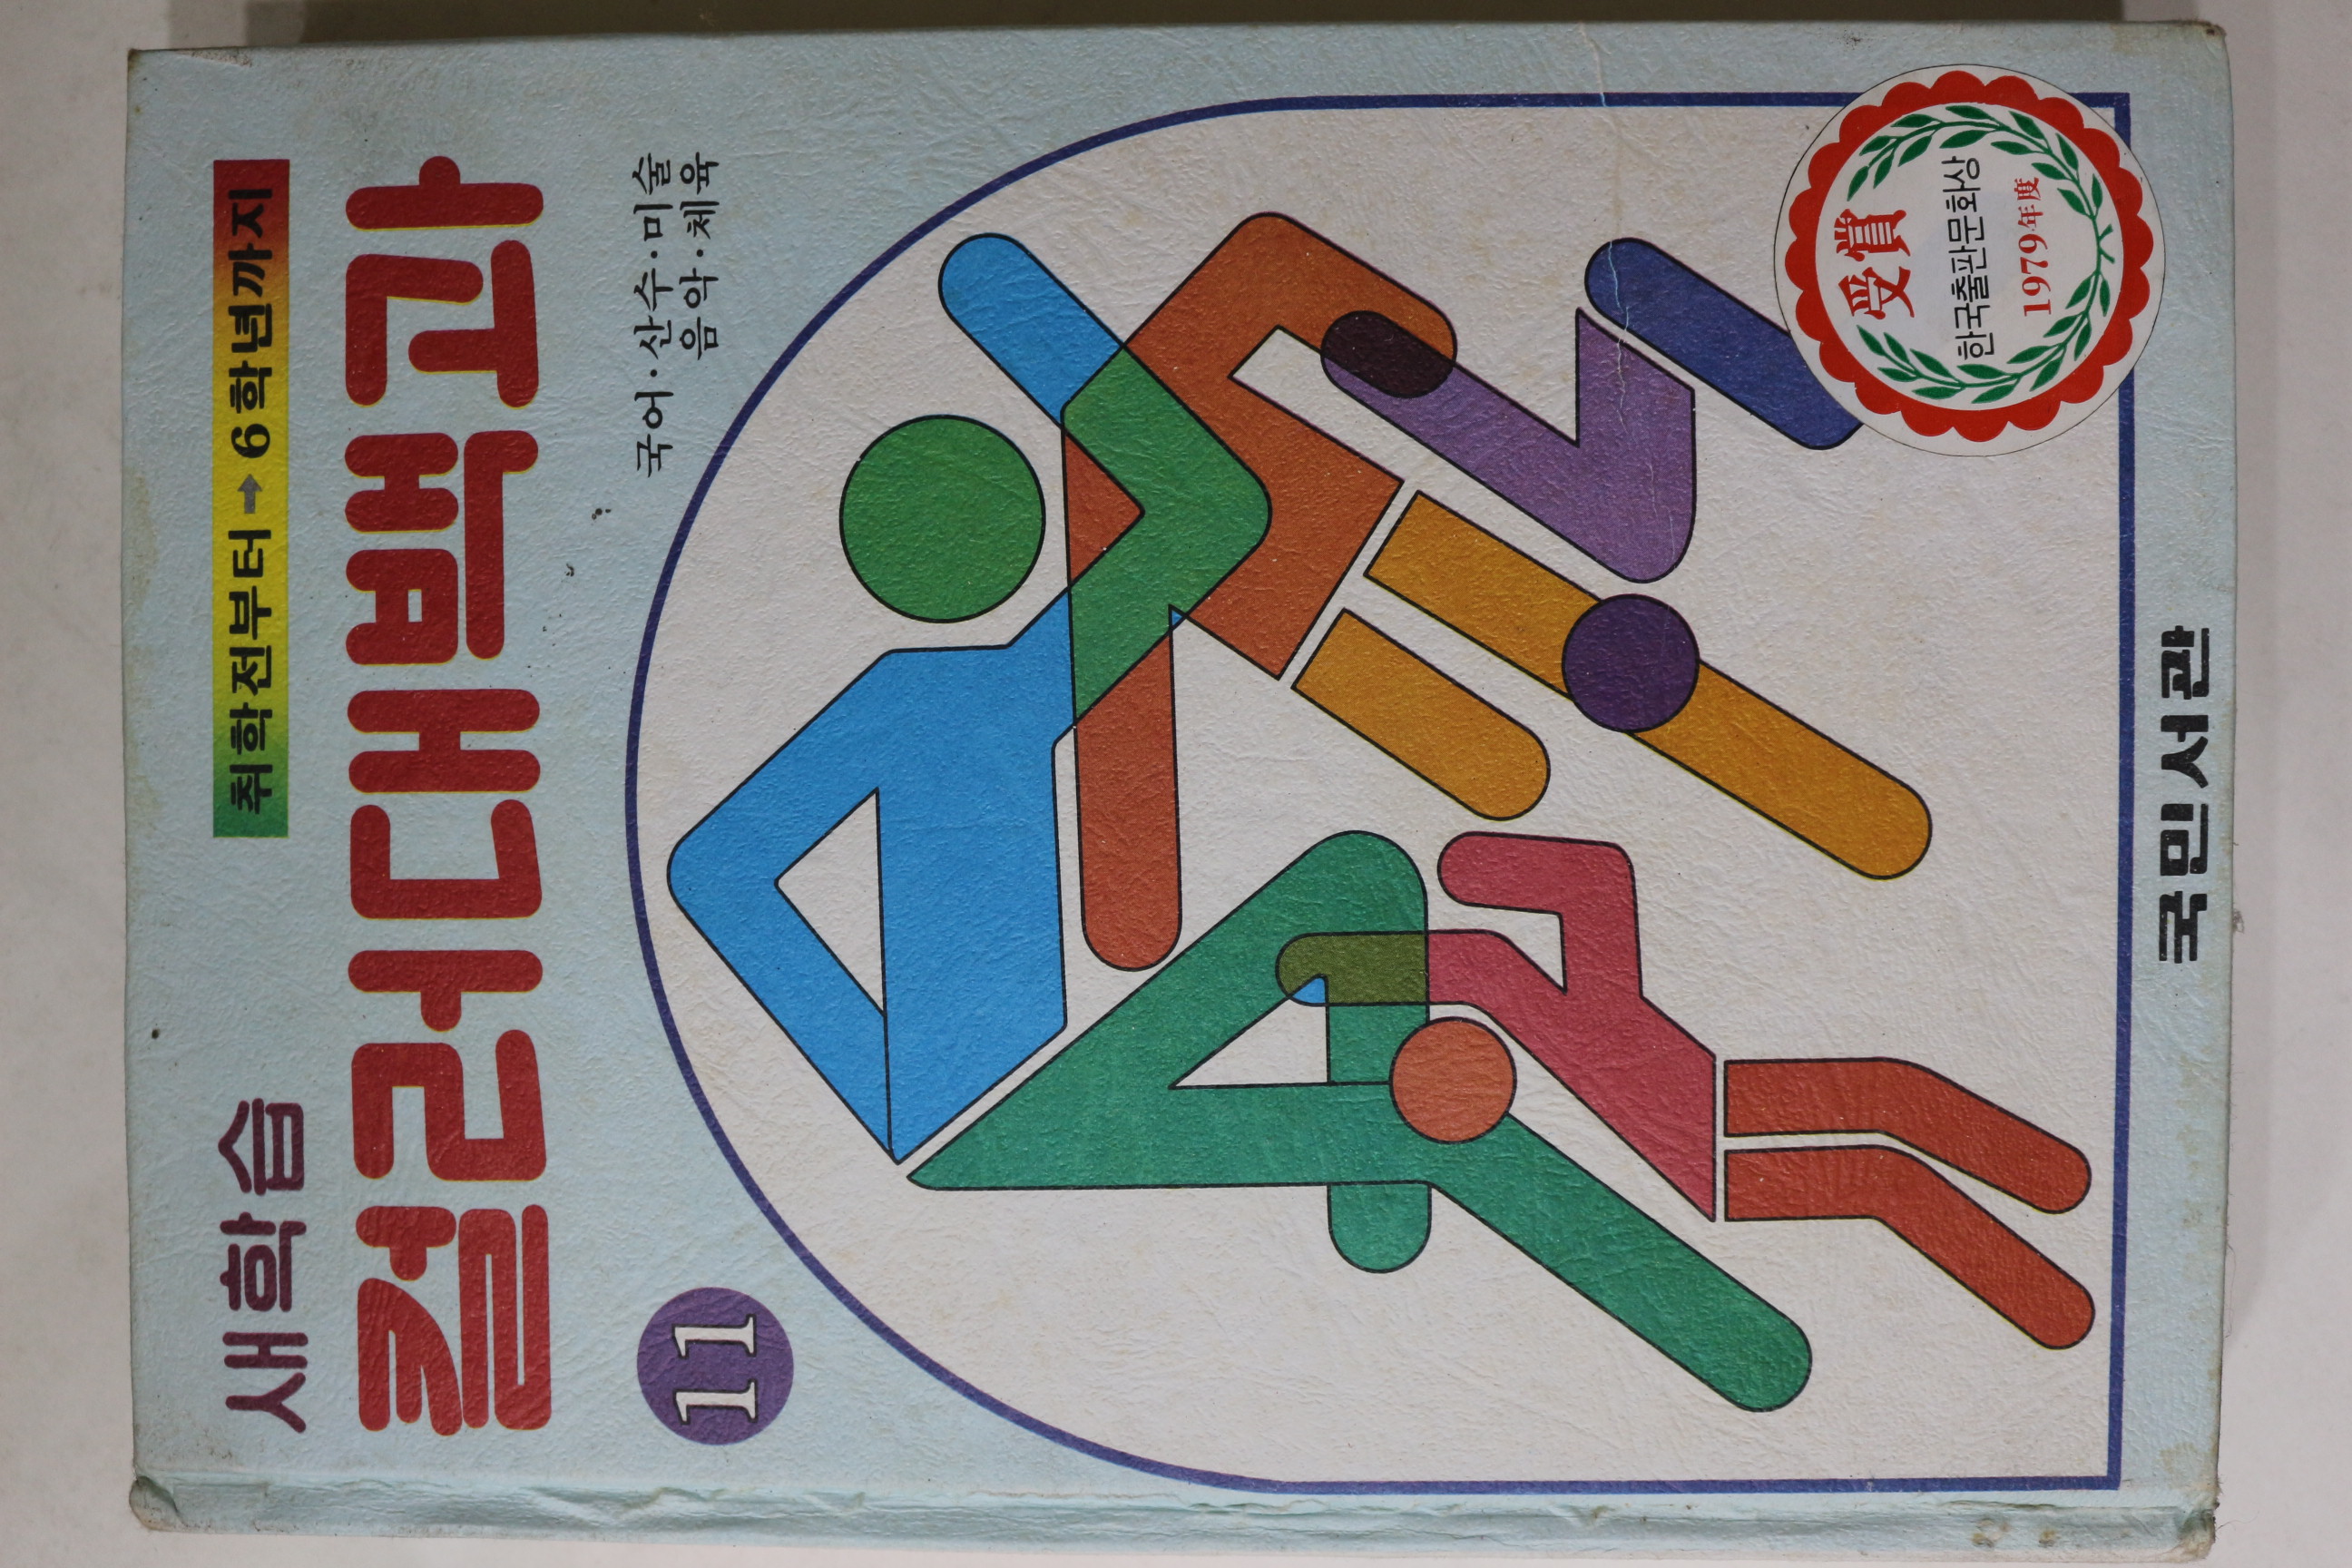 취학전부터→6학년까지
새학습
컬러대백과
국어·산수·미술
음악·체육
11
受賞
한국출판문화상
1979年度
국민서관